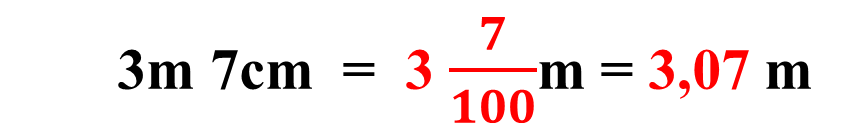 3m 7cm = 3 7/100 m = 3,07 m